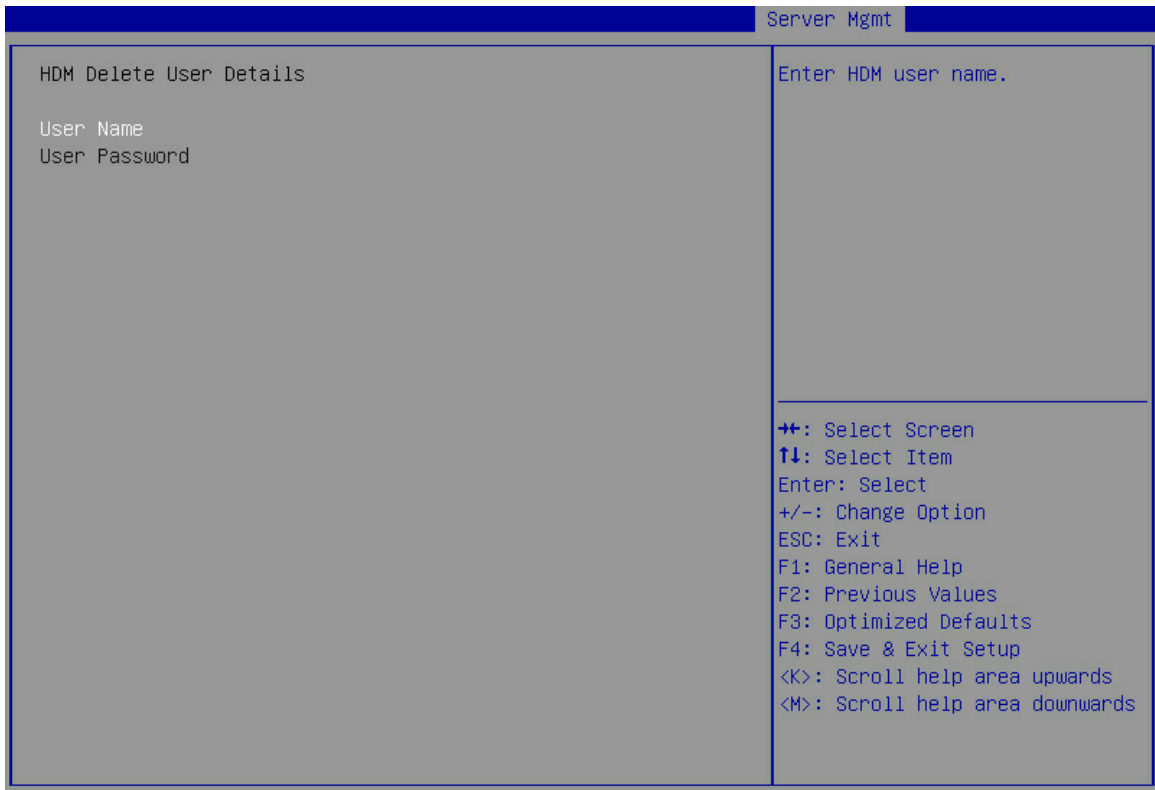 Server Mgmt
HDM Delete User Details
User Name
User Password
Enter HDM user name.
→←: Select Screen
↑↓: Select Item
Enter: Select
+/-: Change Option
ESC: Exit
F1: General Help
F2: Previous Values
F3: Optimized Defaults
F4: Save & Exit Setup
<K>: Scroll help area upwards
<M>: Scroll help area downwards